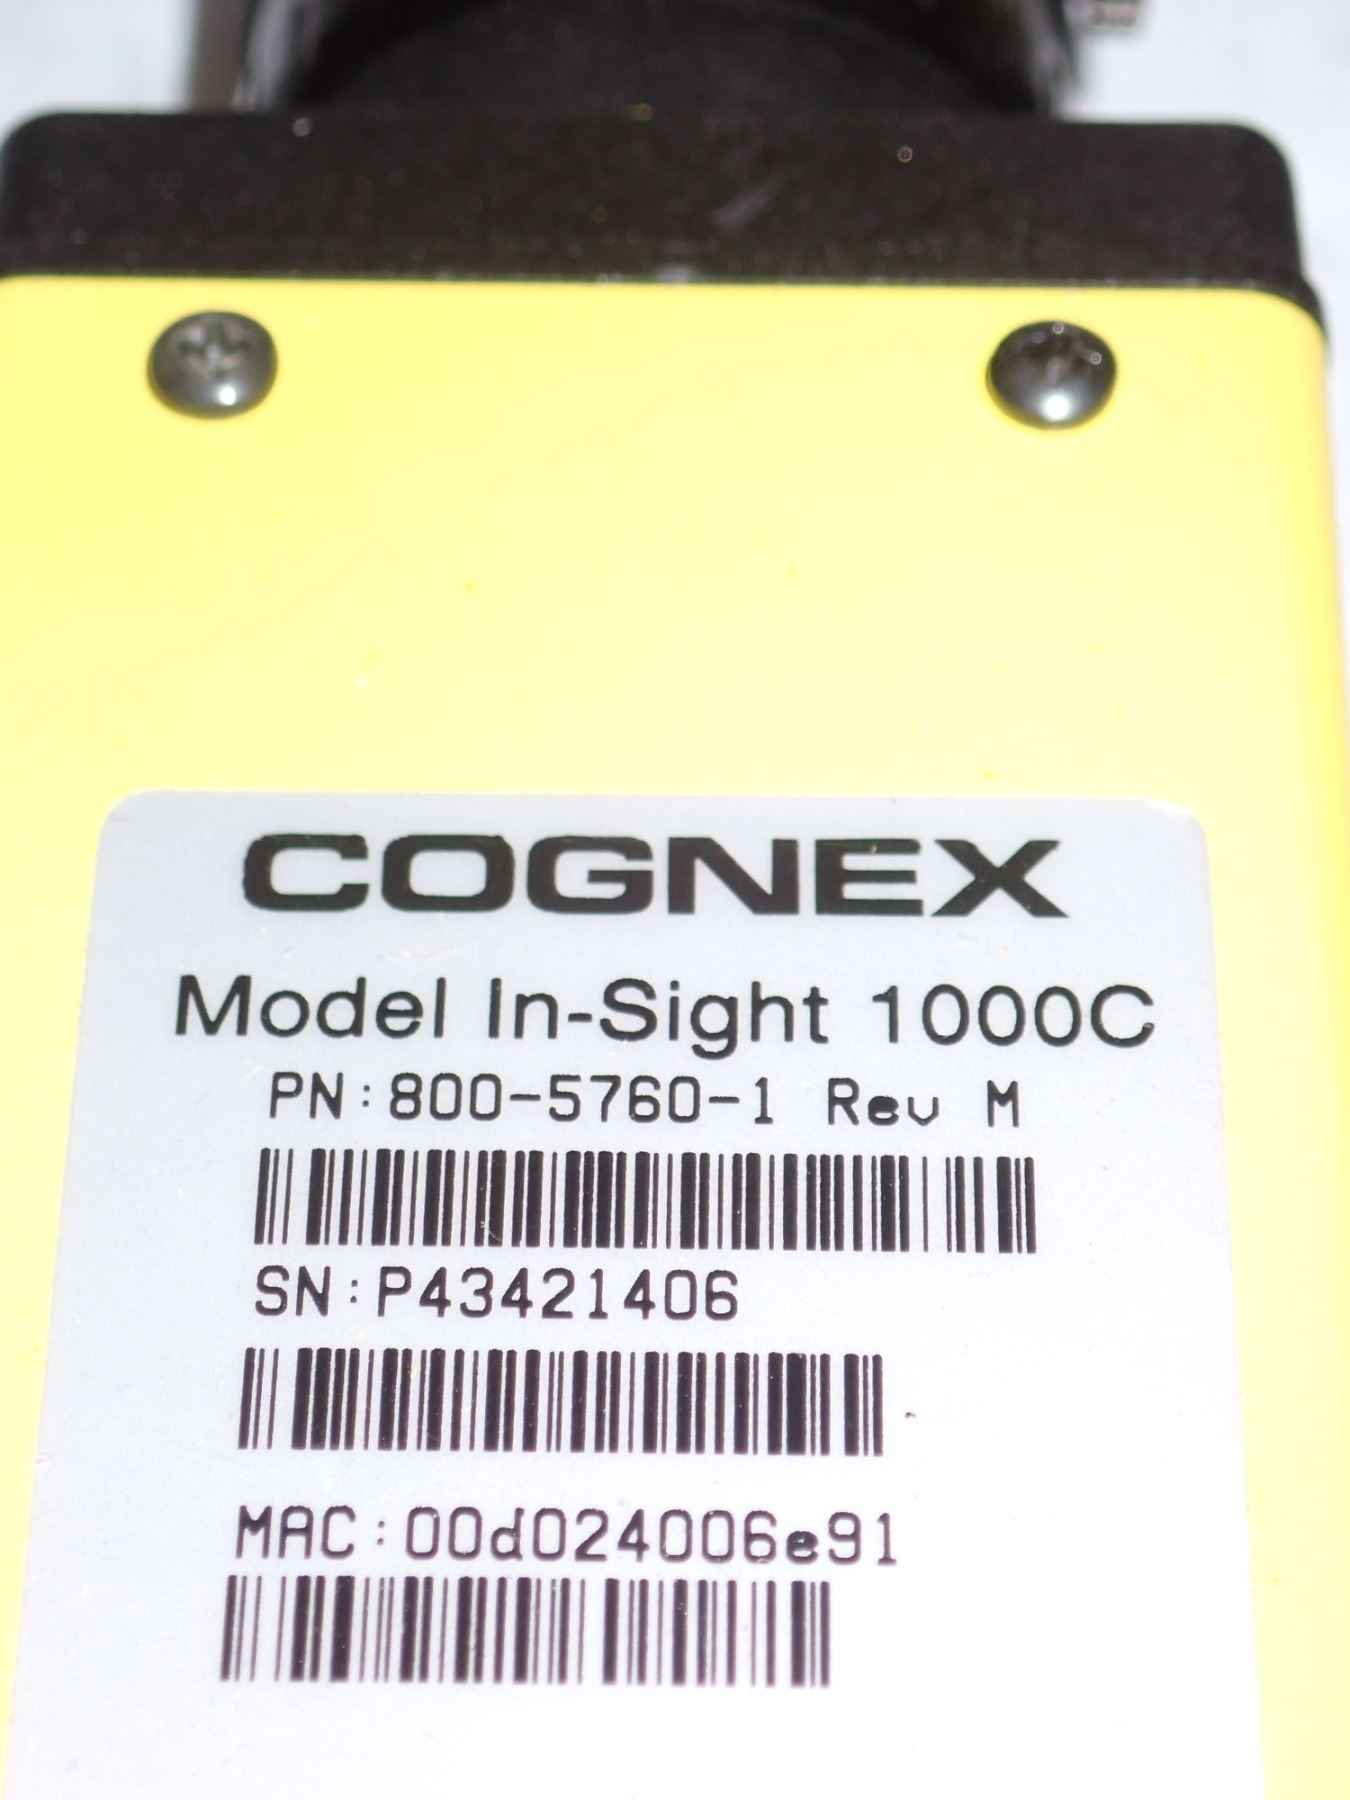 COGNEX
Model In-Sight 1000C
PN:800-5760-1 Rev M
SN:P43421406
MAC:00d024006e91